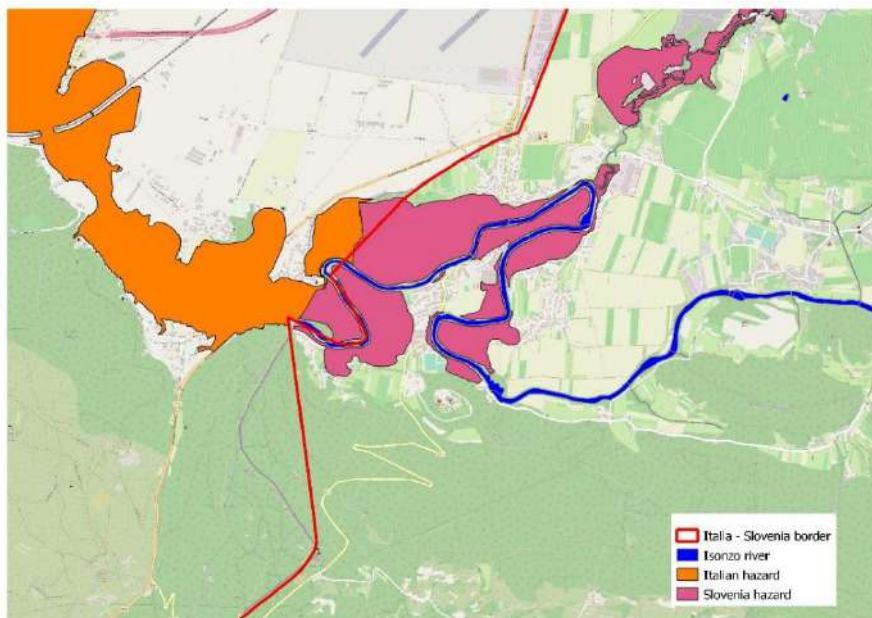 Italia - Slovenia border
Isonzo river
Italian hazard
Slovenia hazard